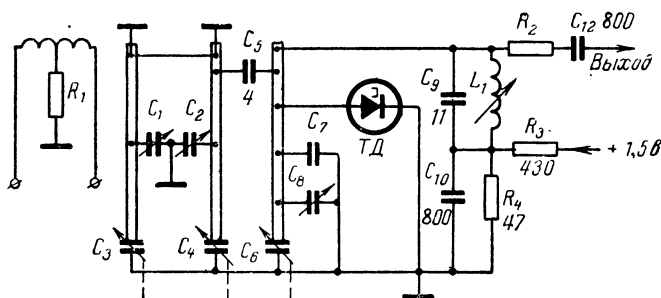 R₁
C₁
C₂
C₃
C₄
C₅
4
C₆
C₇
C₈
ТД
C₉
11
C₁₀
800
L₁
R₂
C₁₂ 800
Выход
R₃
430
+ 1,5 В
R₄
47